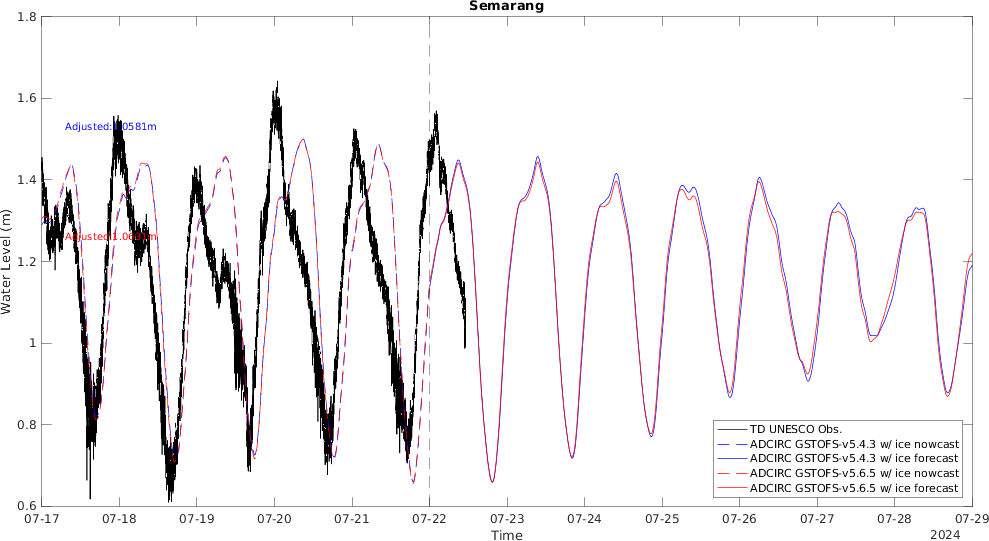 Semarang
1.8
1.6
1.4
1.2
1
0.8
0.6
Water Level (m)
Adjusted:
0581m
Adjusted
07-17
07-18
07-19
07-20
07-21
07-22
07-23
07-24
07-25
07-26
07-27
07-28
07-29
Time
2024
TD UNESCO Obs.
ADCIRC GSTOFS-v5.4.3 w/ ice nowcast
ADCIRC GSTOFS-v5.4.3 w/ ice forecast
ADCIRC GSTOFS-v5.6.5 w/ ice nowcast
ADCIRC GSTOFS-v5.6.5 w/ ice forecast